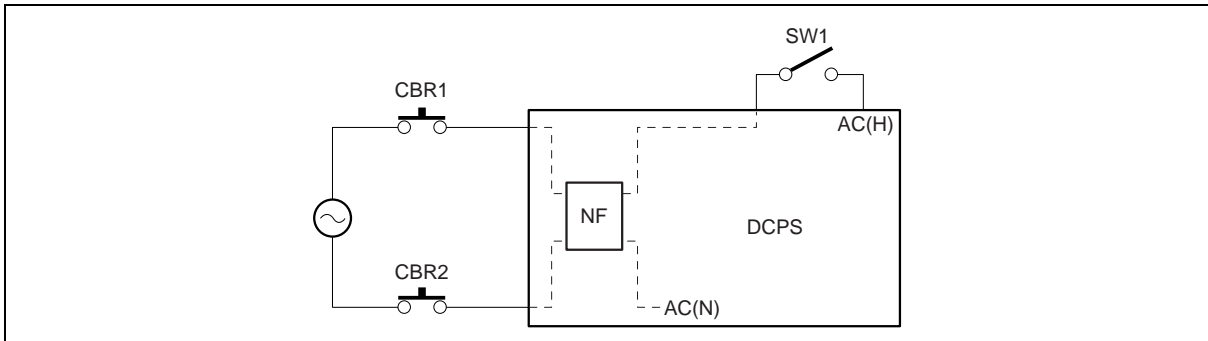 SW1
CBR1
AC(H)
NF
DCPS
CBR2
AC(N)